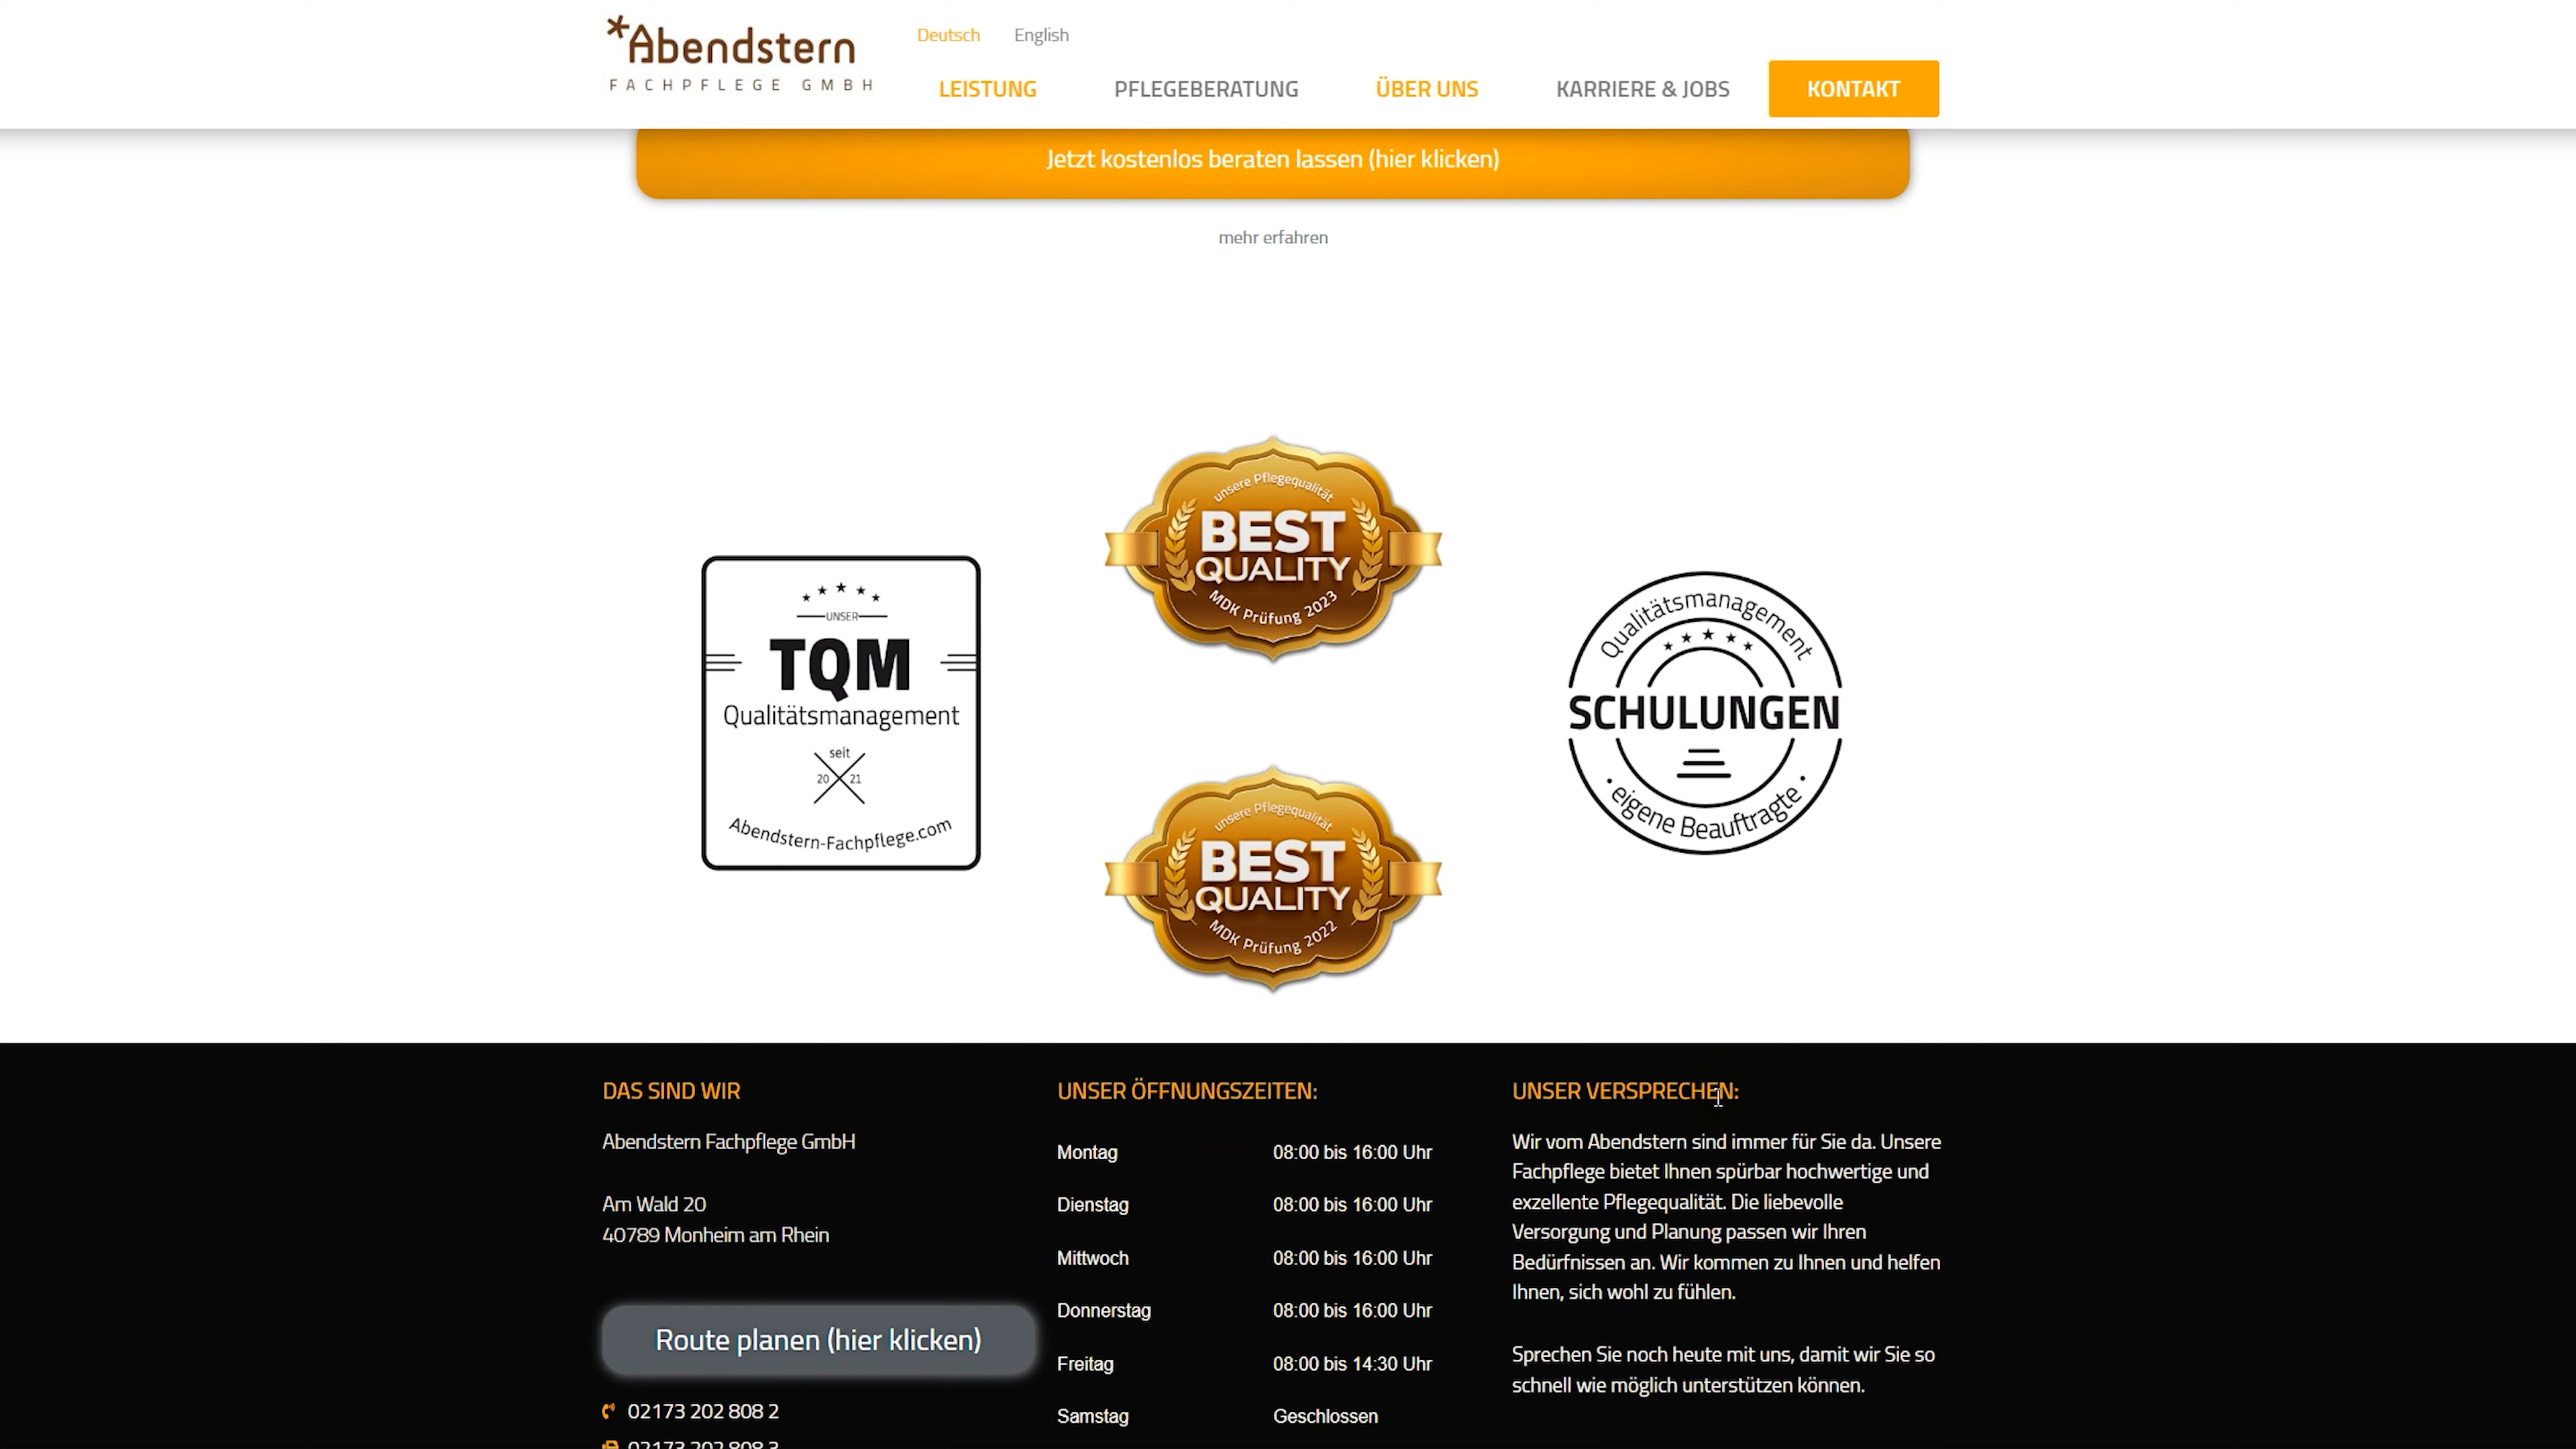 *Abendstern
FACHPFLEGE GMBH
Deutsch English
LEISTUNG PFLEGEBERATUNG ÜBER UNS KARRIERE & JOBS KONTAKT
Jetzt kostenlos beraten lassen (hier klicken)
mehr erfahren
UNSER
TQM
Qualitätsmanagement
seit
20 21
Abendstern-Fachpflege.com
unsere Pflegequalität
BEST
QUALITY
MDK Prüfung 2023
unsere Pflegequalität
BEST
QUALITY
MDK Prüfung 2022
Qualitätsmanagement
SCHULUNGEN
• eigene Beauftragte •
DAS SIND WIR
Abendstern Fachpflege GmbH
Am Wald 20
40789 Monheim am Rhein
Route planen (hier klicken)
02173 202 808 2
02173 202 808 3
UNSER ÖFFNUNGSZEITEN:
Montag 08:00 bis 16:00 Uhr
Dienstag 08:00 bis 16:00 Uhr
Mittwoch 08:00 bis 16:00 Uhr
Donnerstag 08:00 bis 16:00 Uhr
Freitag 08:00 bis 14:30 Uhr
Samstag Geschlossen
UNSER VERSPRECHEN:
Wir vom Abendstern sind immer für Sie da. Unsere
Fachpflege bietet Ihnen spürbar hochwertige und
exzellente Pflegequalität. Die liebevolle
Versorgung und Planung passen wir Ihren
Bedürfnissen an. Wir kommen zu Ihnen und helfen
Ihnen, sich wohl zu fühlen.
Sprechen Sie noch heute mit uns, damit wir Sie so
schnell wie möglich unterstützen können.